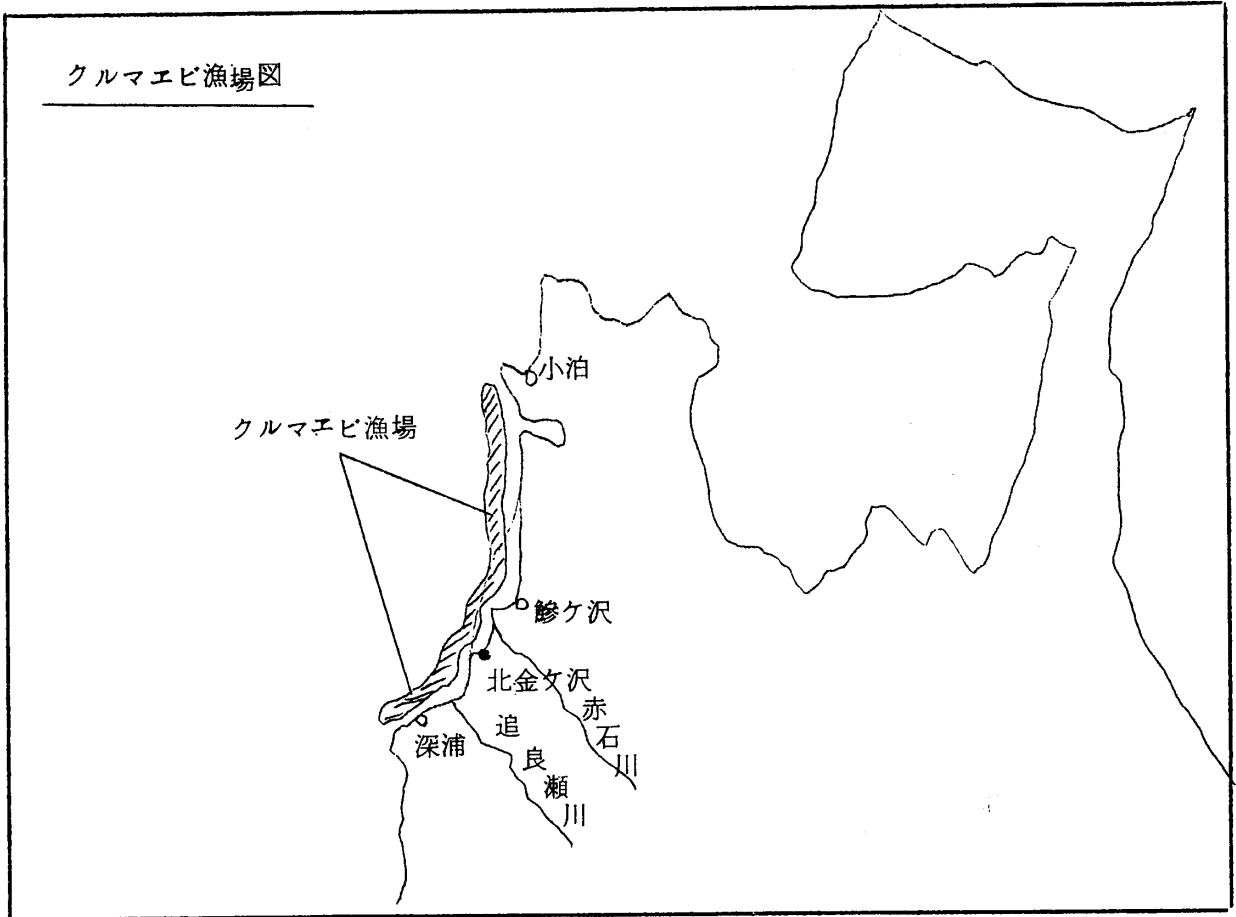 クルマエビ漁場図
小泊
クルマエビ漁場
鰺ケ沢
北金ケ沢
赤石川
追良瀬川
深浦